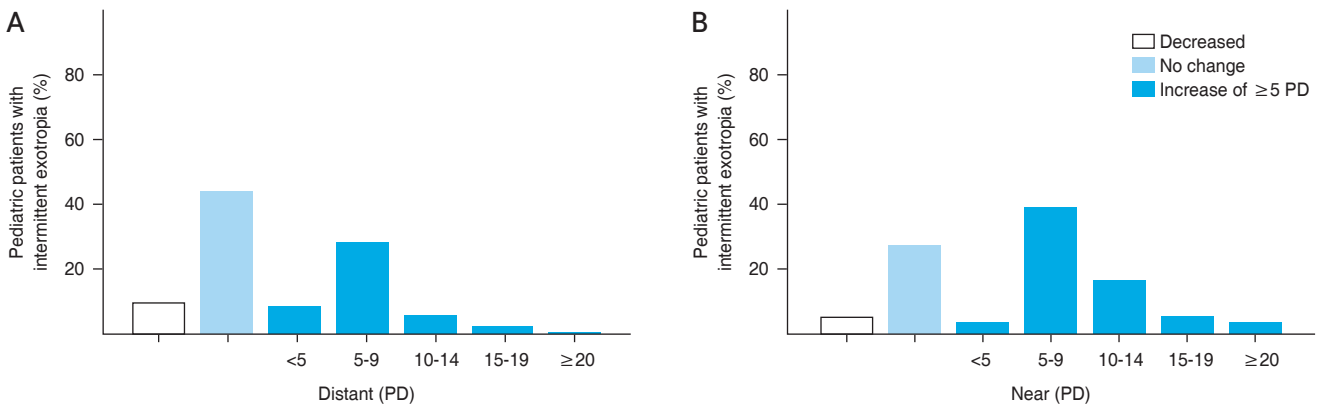 A
Pediatric patients with
intermittent exotropia (%)
80
60
40
20
<5
5-9
10-14
15-19
≥20
Distant (PD)
B
Pediatric patients with
intermittent exotropia (%)
80
60
40
20
<5
5-9
10-14
15-19
≥20
Near (PD)
Decreased
No change
Increase of ≥5 PD